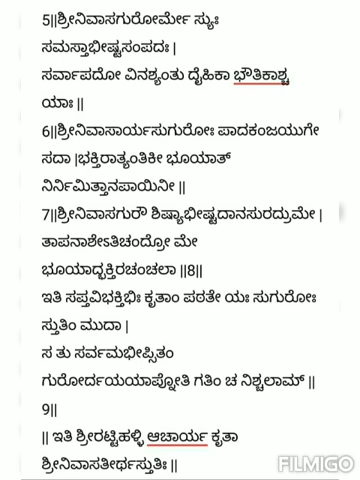 5||ಶ್ರೀನಿವಾಸಗುರೋರ್ಮೇ ಸ್ಯುಃ
ಸಮಸ್ತಾಭೀಷ್ಟಸಂಪದಃ |
ಸರ್ವಾಪದೋ ವಿನಶ್ಯಂತು ದೈಹಿಕಾ ಭೌತಿಕಾಶ್ಚ
ಯಾಃ ||
6||ಶ್ರೀನಿವಾಸಾರ್ಯಸುಗುರೋಃ ಪಾದಕಂಜಯುಗೇ
ಸದಾ |ಭಕ್ತಿರಾತ್ಯಂತಿಕೀ ಭೂಯಾತ್
ನಿರ್ನಿಮಿತ್ತಾನಪಾಯಿನೀ ||
7||ಶ್ರೀನಿವಾಸಗುರೌ ಶಿಷ್ಯಾಭೀಷ್ಟದಾನಸುರದ್ರುಮೇ |
ತಾಪನಾಶೇಽತಿಚಂದ್ರೋ ಮೇ
ಭೂಯಾದ್ಭಕ್ತಿರಚಂಚಲಾ ||8||
ಇತಿ ಸಪ್ತವಿಭಕ್ತಿಭಿಃ ಕೃತಾಂ ಪಠತೇ ಯಃ ಸುಗುರೋಃ
ಸ್ತುತಿಂ ಮುದಾ |
ಸ ತು ಸರ್ವಮಭೀಪ್ಸಿತಂ
ಗುರೋರ್ದಯಯಾಪ್ನೋತಿ ಗತಿಂ ಚ ನಿಶ್ಚಲಾಮ್ ||
9||
|| ಇತಿ ಶ್ರೀರಟ್ಟಿಹಳ್ಳಿ ಆಚಾರ್ಯ ಕೃತಾ
ಶ್ರೀನಿವಾಸತೀರ್ಥಸ್ತುತಿಃ ||
FILMIGO